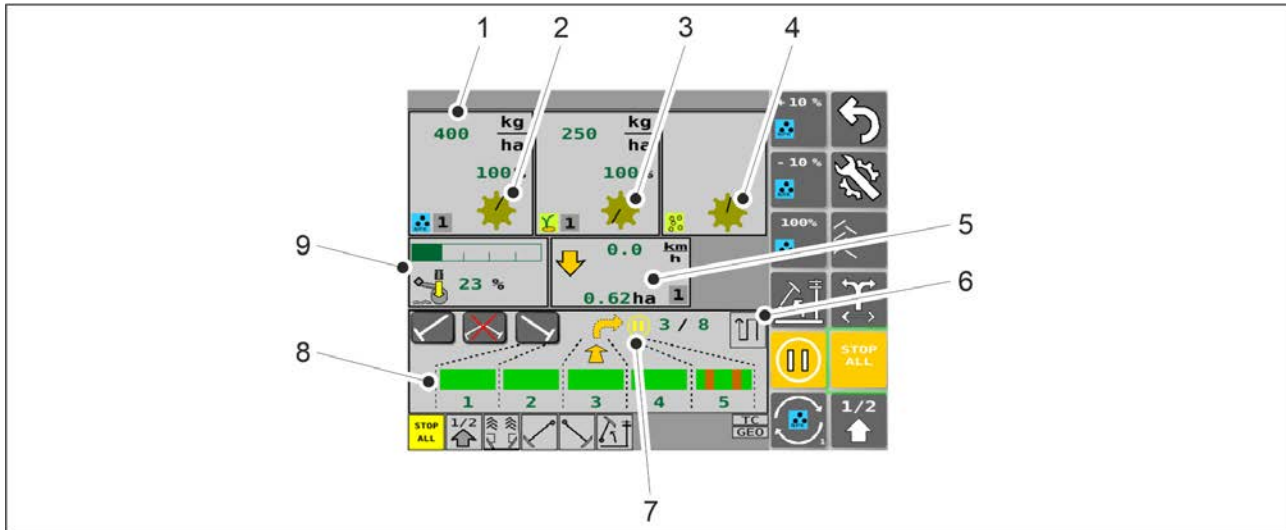 1 2 3 4
400 kg/ha 100%
1
250 kg/ha 100%
1
+ 10 %
- 10 %
100%
0.0 km/h
5
9
23 %
0.62ha 1
6
3 / 8
8
STOP ALL
1 2 3 4 5
STOP ALL
1/2
TC
GEO
1
1/2
7